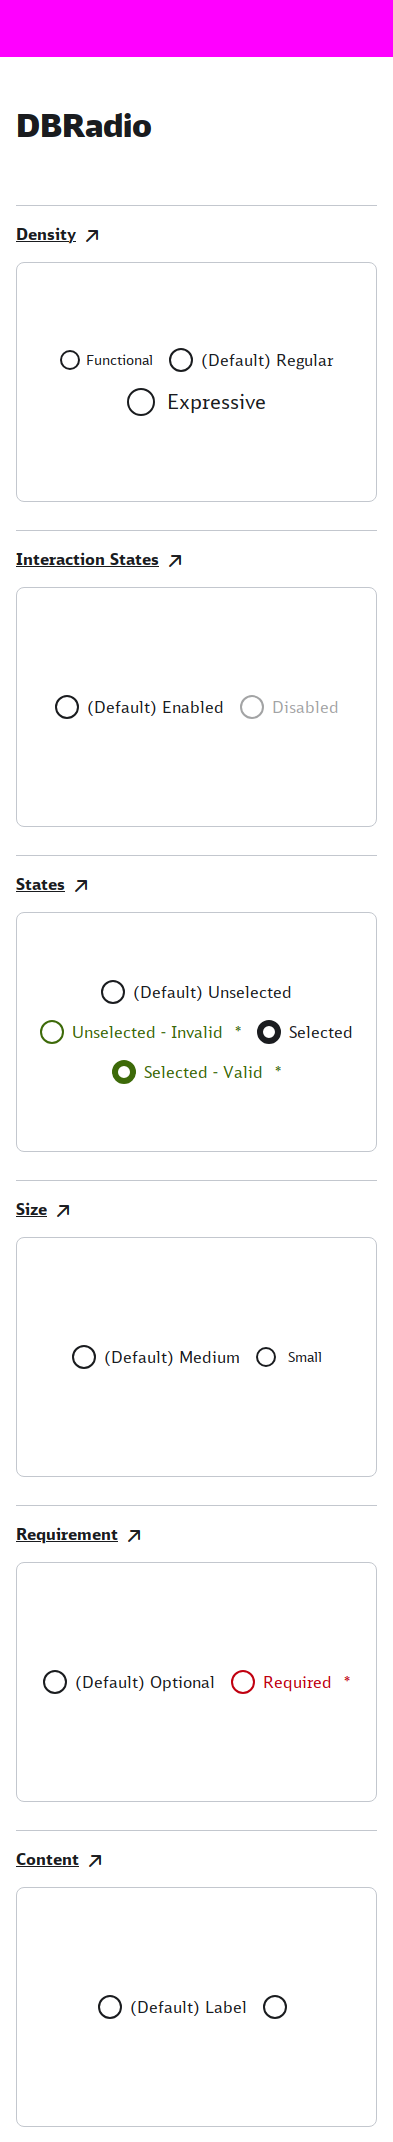 DBRadio
Density
Functional (Default) Regular
Expressive
Interaction States
(Default) Enabled Disabled
States
(Default) Unselected
Unselected - Invalid * Selected
Selected - Valid *
Size
(Default) Medium Small
Requirement
(Default) Optional Required *
Content
(Default) Label